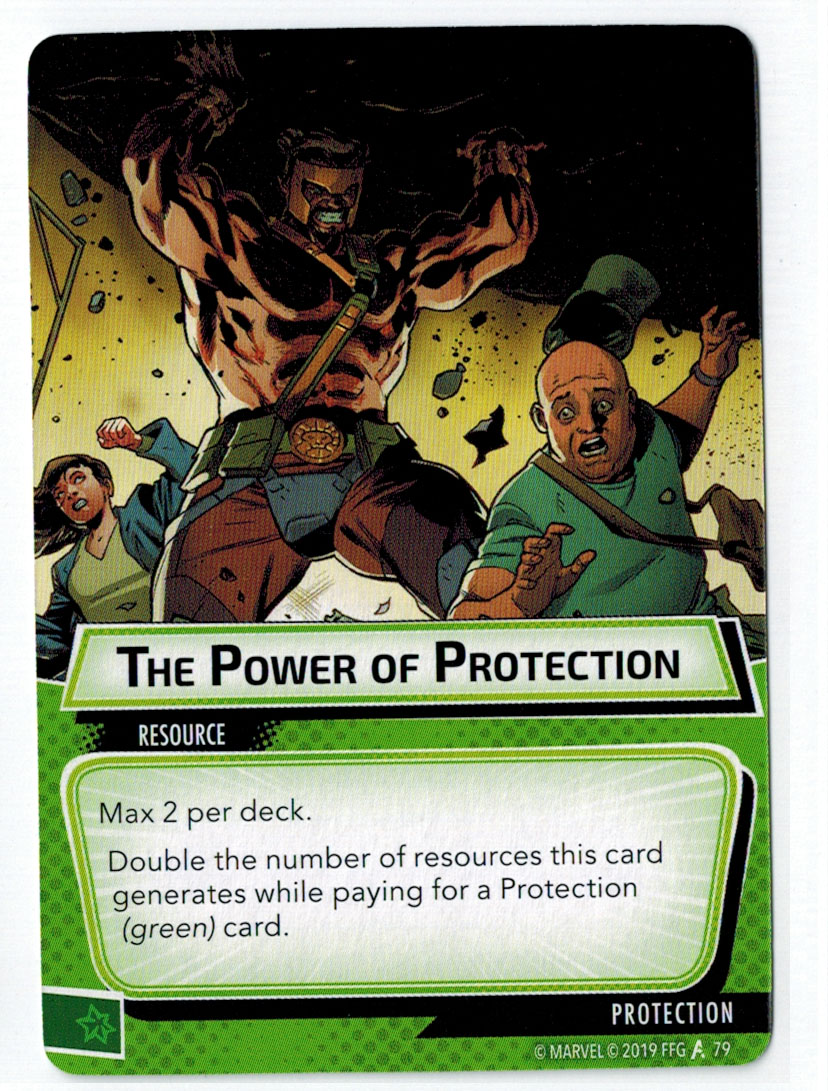 THE POWER OF PROTECTION
RESOURCE
Max 2 per deck.
Double the number of resources this card
generates while paying for a Protection
(green) card.
PROTECTION
© MARVEL © 2019 FFG 79